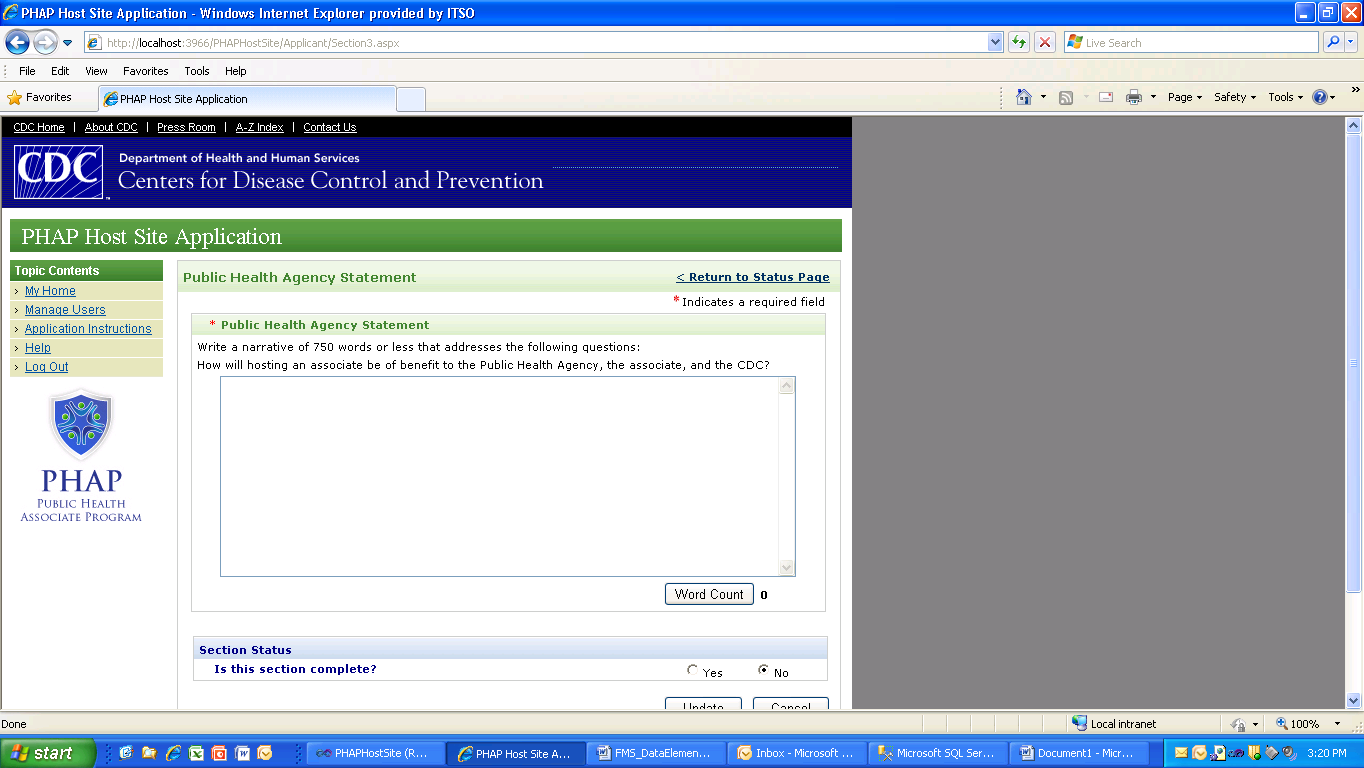 PHAP Host Site Application - Windows Internet Explorer provided by ITSO
http://localhost:3966/PHAPHostSite/Applicant/Section3.aspx
Live Search
File Edit View Favorites Tools Help
Favorites
PHAP Host Site Application
Page Safety Tools
CDC Home | About CDC | Press Room | A-Z Index | Contact Us
CDC
TM
Department of Health and Human Services
Centers for Disease Control and Prevention
PHAP Host Site Application
Topic Contents
> My Home
> Manage Users
> Application Instructions
> Help
> Log Out
PHAP
Public Health
Associate Program
Public Health Agency Statement
< Return to Status Page
* Indicates a required field
* Public Health Agency Statement
Write a narrative of 750 words or less that addresses the following questions:
How will hosting an associate be of benefit to the Public Health Agency, the associate, and the CDC?
Word Count 0
Section Status
Is this section complete? Yes No
Update Cancel
Done
Local intranet
100%
start
PHAPHostSite (R...
PHAP Host Site A...
FMS_DataElemen...
Inbox - Microsoft ...
Microsoft SQL Ser...
Document1 - Micr...
3:20 PM